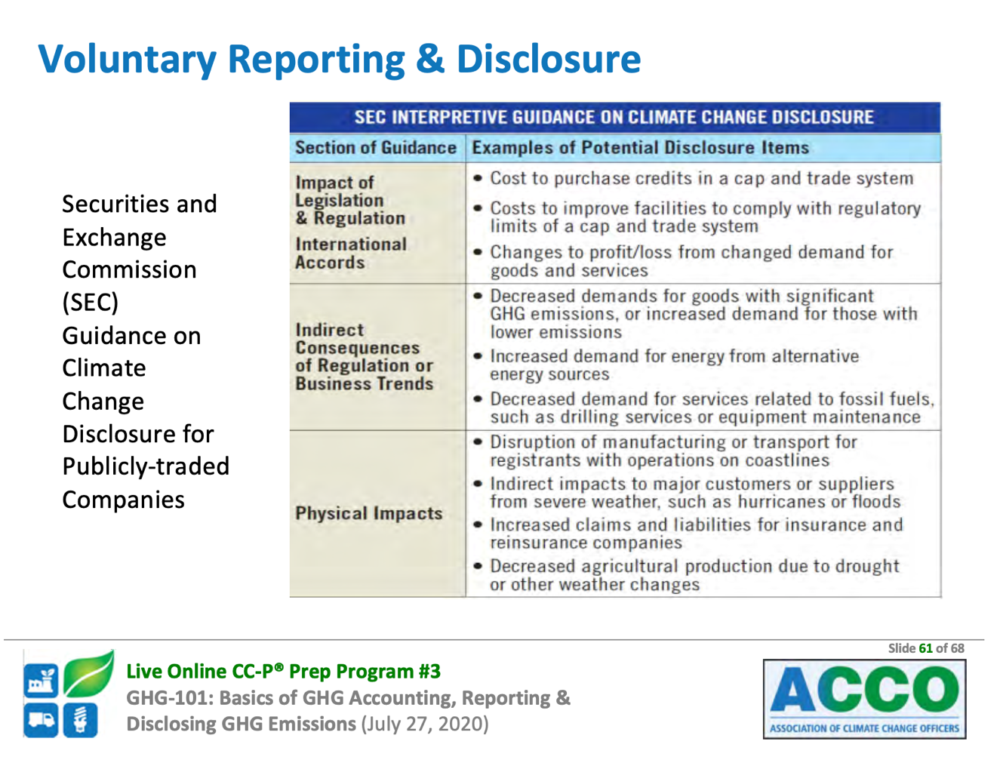 Voluntary Reporting & Disclosure
Securities and
Exchange
Commission
(SEC)
Guidance on
Climate
Change
Disclosure for
Publicly-traded
Companies
SEC INTERPRETIVE GUIDANCE ON CLIMATE CHANGE DISCLOSURE
Section of Guidance
Examples of Potential Disclosure Items
Impact of
Legislation
& Regulation
International
Accords
• Cost to purchase credits in a cap and trade system
• Costs to improve facilities to comply with regulatory
limits of a cap and trade system
• Changes to profit/loss from changed demand for
goods and services
Indirect
Consequences
of Regulation or
Business Trends
• Decreased demands for goods with significant
GHG emissions, or increased demand for those with
lower emissions
• Increased demand for energy from alternative
energy sources
• Decreased demand for services related to fossil fuels,
such as drilling services or equipment maintenance
Physical Impacts
• Disruption of manufacturing or transport for
registrants with operations on coastlines
• Indirect impacts to major customers or suppliers
from severe weather, such as hurricanes or floods
• Increased claims and liabilities for insurance and
reinsurance companies
• Decreased agricultural production due to drought
or other weather changes
Slide 61 of 68
Live Online CC-P® Prep Program #3
GHG-101: Basics of GHG Accounting, Reporting &
Disclosing GHG Emissions (July 27, 2020)
ACCO
ASSOCIATION OF CLIMATE CHANGE OFFICERS